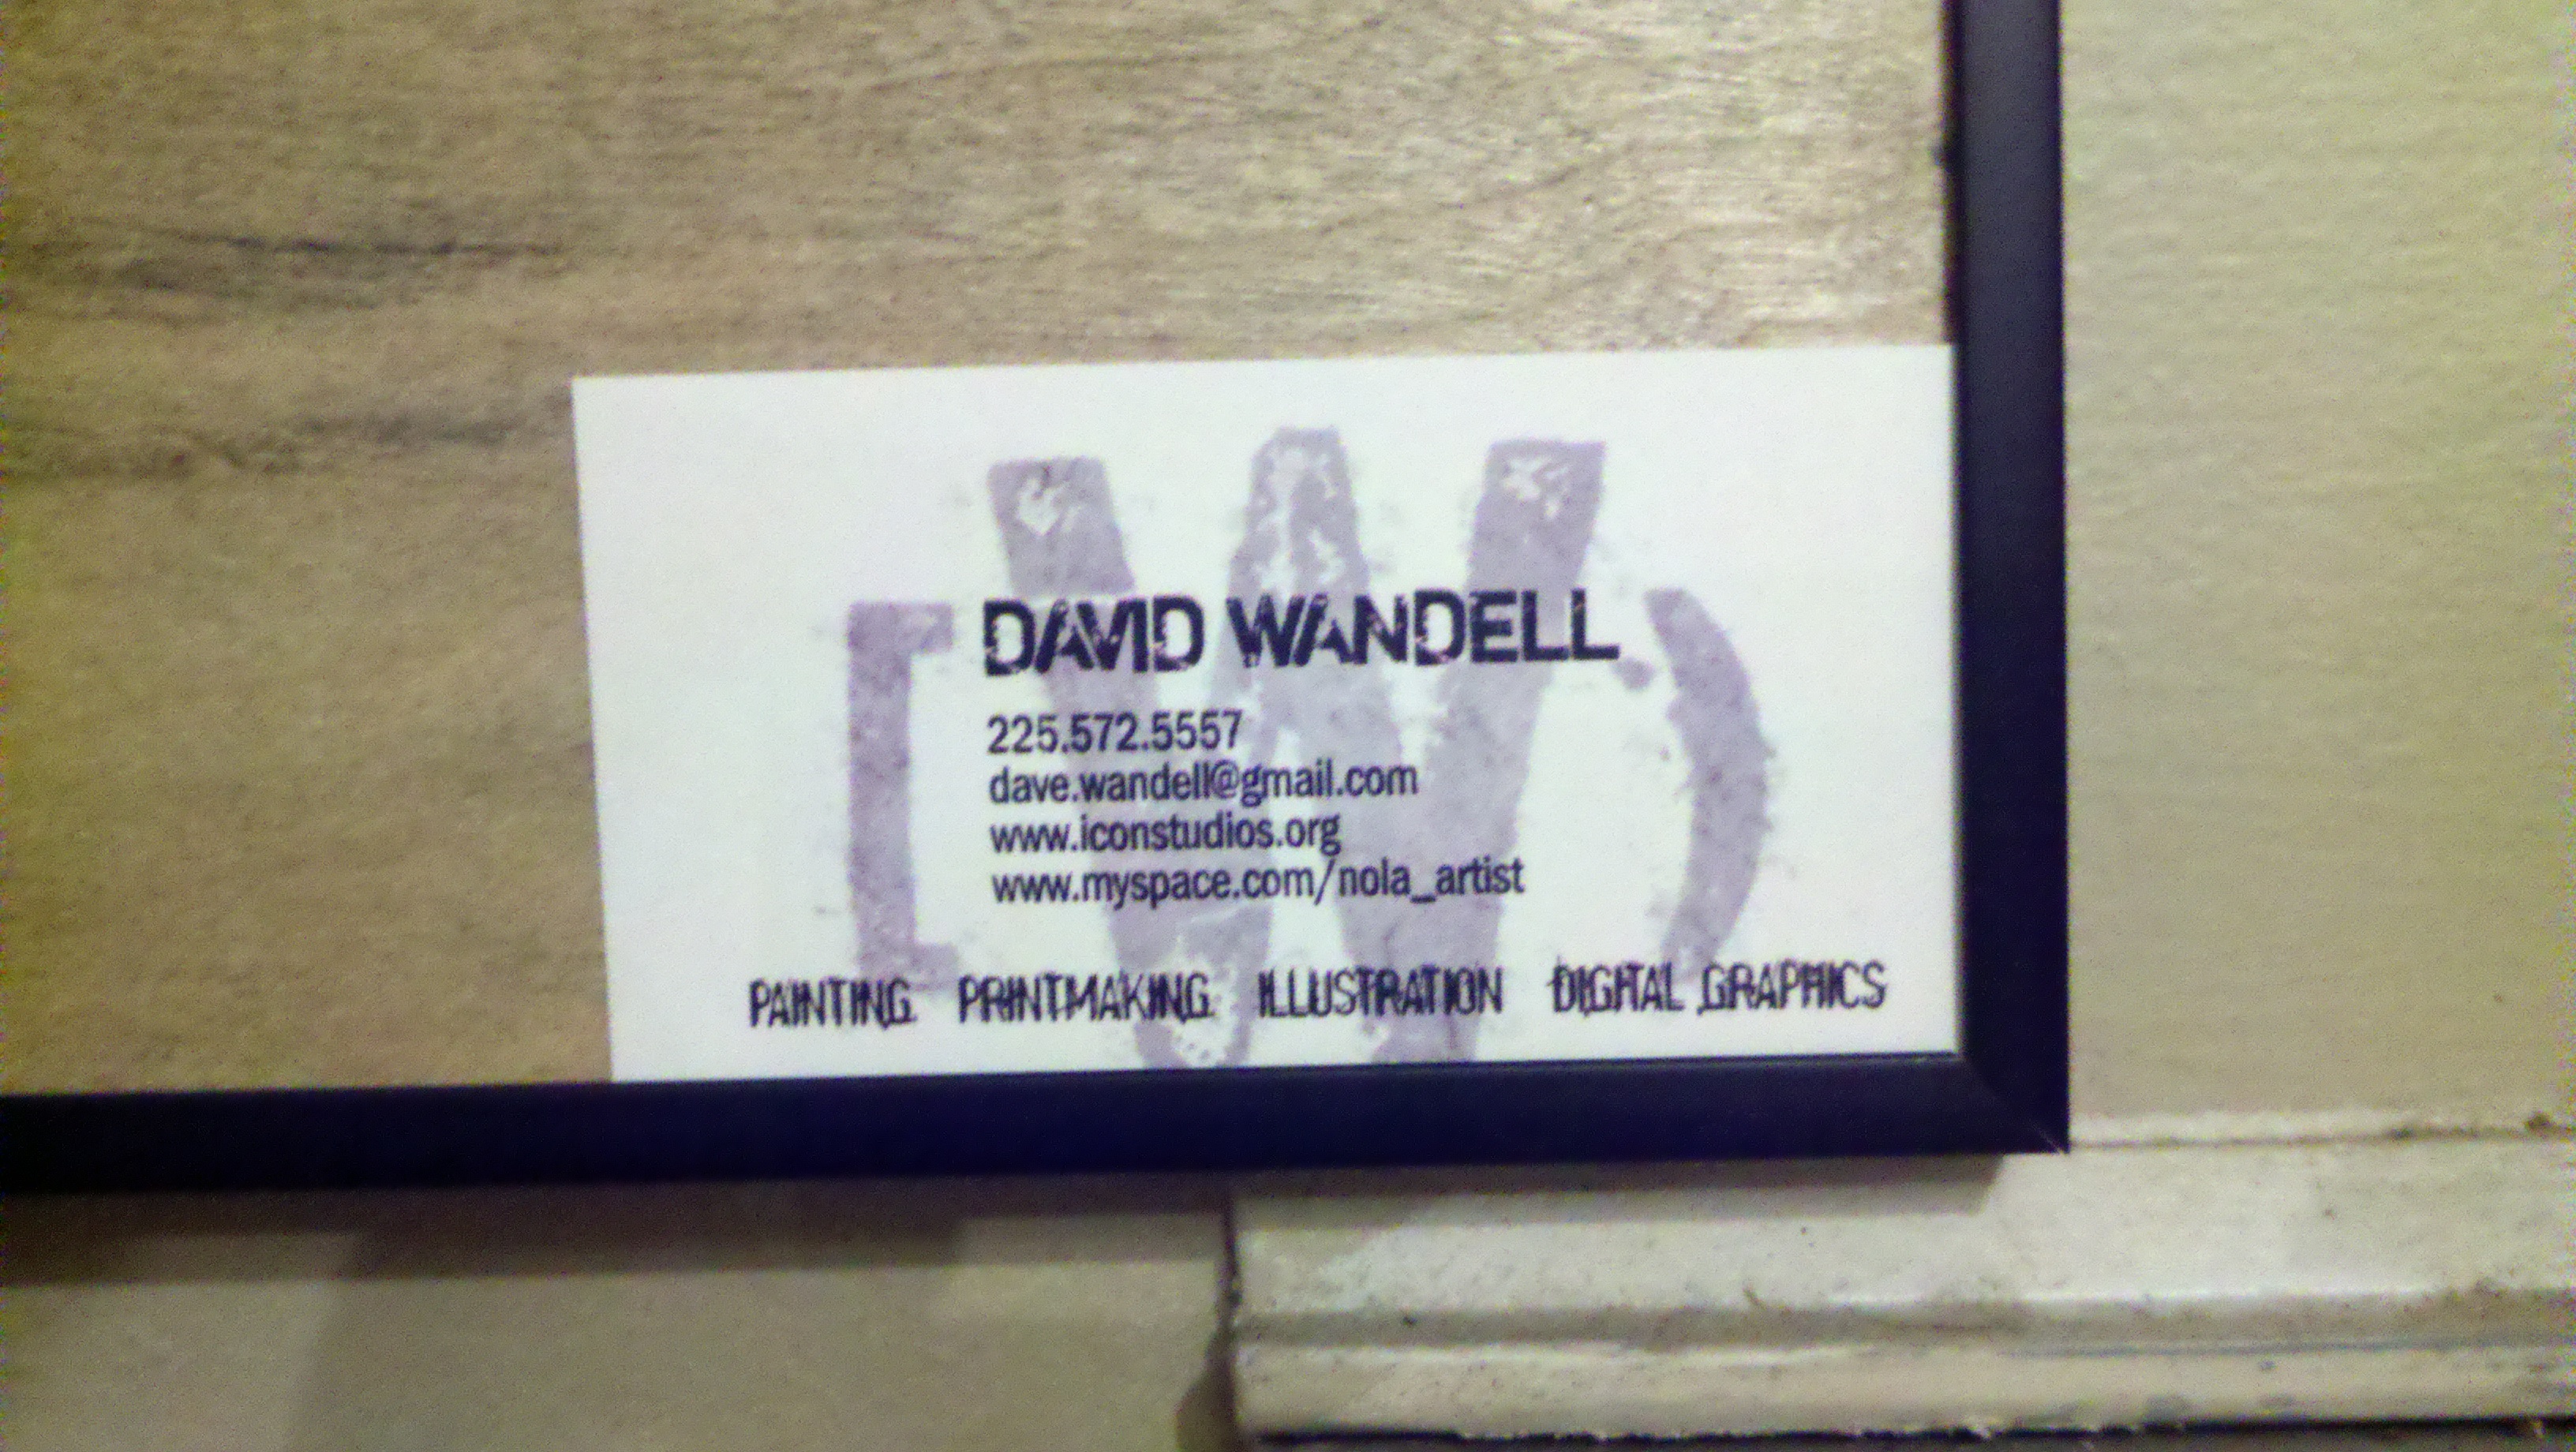 [W)
DAVID WANDELL
225.572.5557
dave.wandell@gmail.com
www.iconstudios.org
www.myspace.com/nola_artist
PAINTING PRINTMAKING ILLUSTRATION DIGITAL GRAPHICS